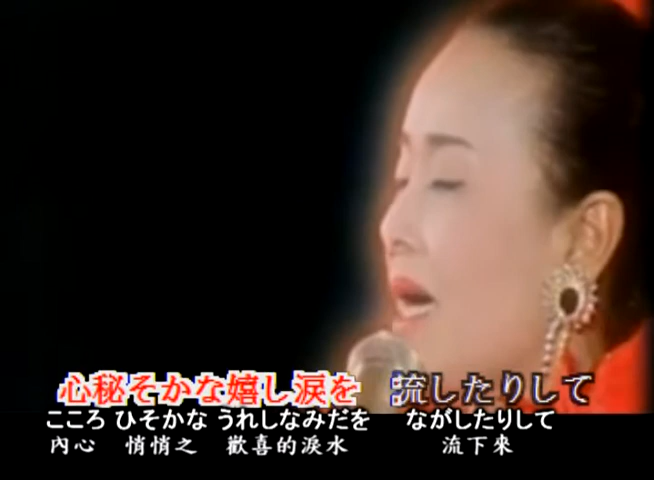 心秘そかな嬉し涙を 流したりして
こころ ひそかな うれしなみだを ながしたりして
內心 悄悄之 歡喜的淚水 流下來